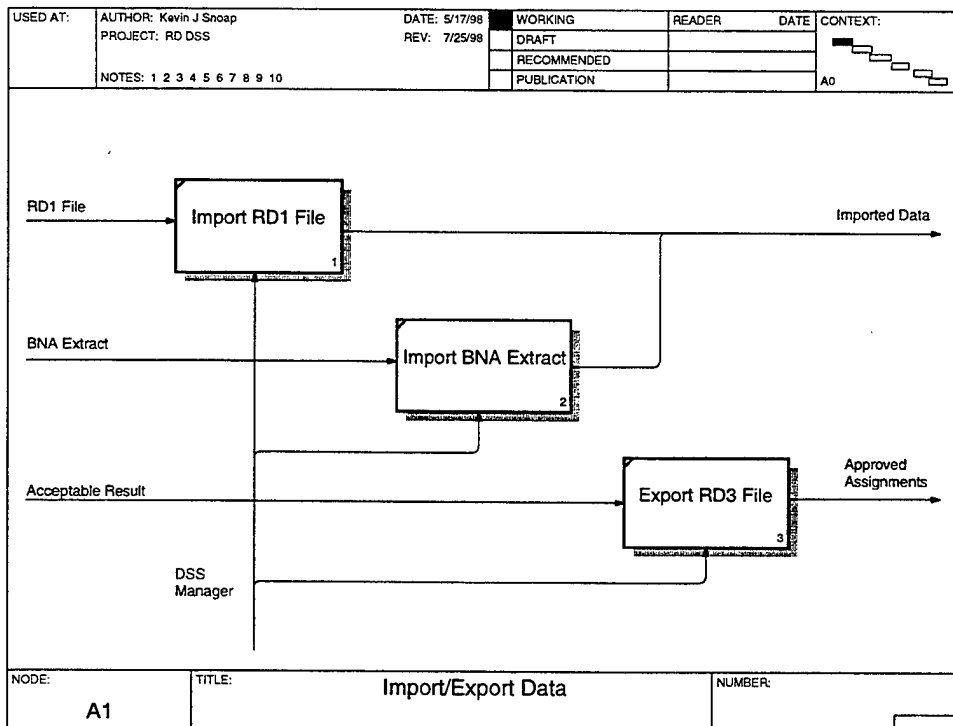 USED AT:
AUTHOR: Kevin J Snoap
DATE: 5/17/98
PROJECT: RD DSS
REV: 7/25/98
NOTES: 1 2 3 4 5 6 7 8 9 10
WORKING
DRAFT
RECOMMENDED
PUBLICATION
READER
DATE
CONTEXT:
A0
RD1 File
Import RD1 File
1
Imported Data
BNA Extract
Import BNA Extract
2
Acceptable Result
Export RD3 File
3
Approved
Assignments
DSS
Manager
NODE:
A1
TITLE:
Import/Export Data
NUMBER: